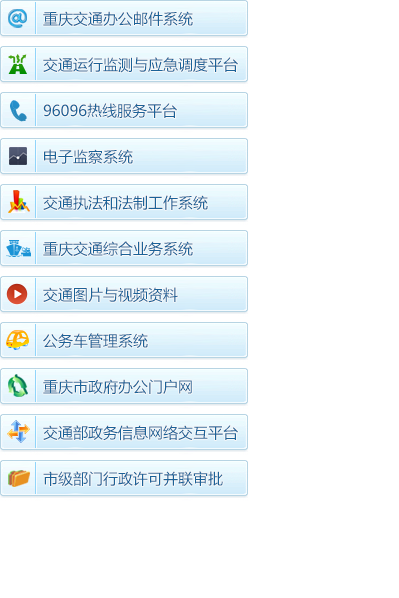 重庆交通办公邮件系统
交通运行监测与应急调度平台
96096热线服务平台
电子监察系统
交通执法和法制工作系统
重庆交通综合业务系统
交通图片与视频资料
公务车管理系统
重庆市政府办公门户网
交通部政务信息网络交互平台
市级部门行政许可并联审批